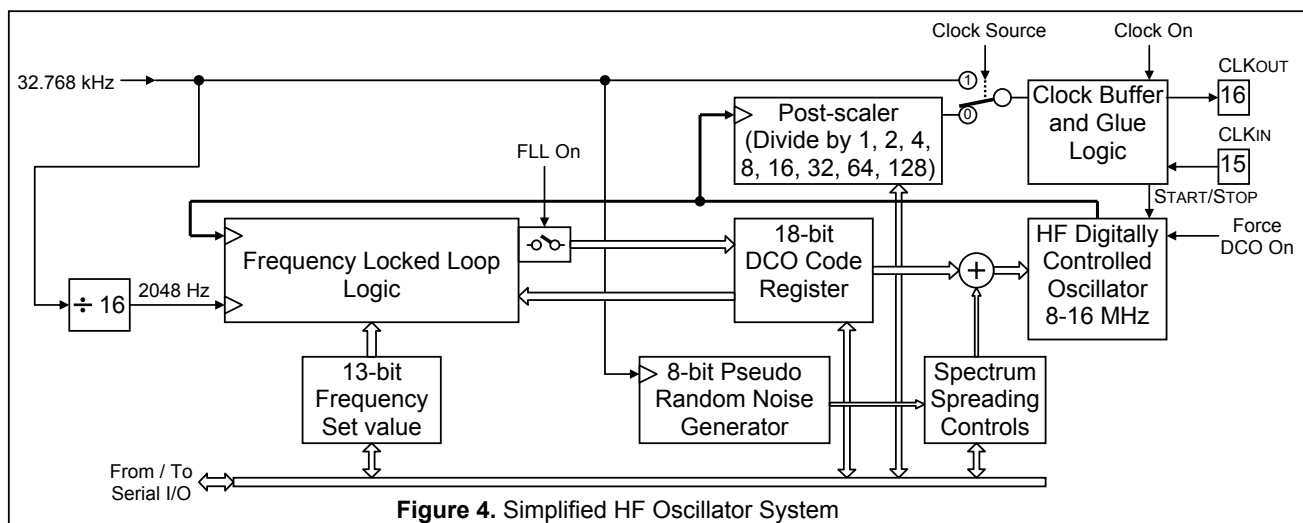 Clock Source
Clock On
32.768 kHz
1
0
Post-scaler
(Divide by 1, 2, 4,
8, 16, 32, 64, 128)
Clock Buffer
and Glue
Logic
CLKOUT
16
CLKIN
15
START/STOP
FLL On
Frequency Locked Loop
Logic
18-bit
DCO Code
Register
+
HF Digitally
Controlled
Oscillator
8-16 MHz
Force
DCO On
÷ 16
2048 Hz
13-bit
Frequency
Set value
8-bit Pseudo
Random Noise
Generator
Spectrum
Spreading
Controls
From / To
Serial I/O
Figure 4. Simplified HF Oscillator System